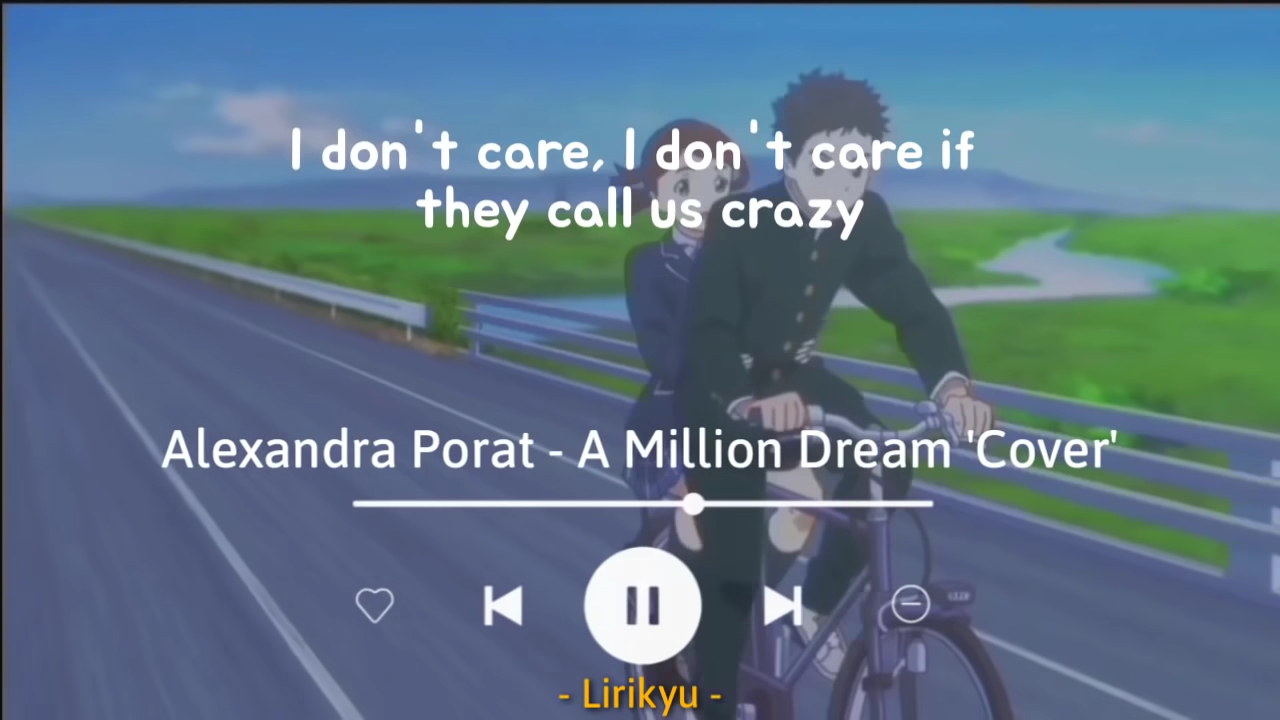 I don't care, I don't care if
they call us crazy
Alexandra Porat - A Million Dream 'Cover'
- Lirikyu -